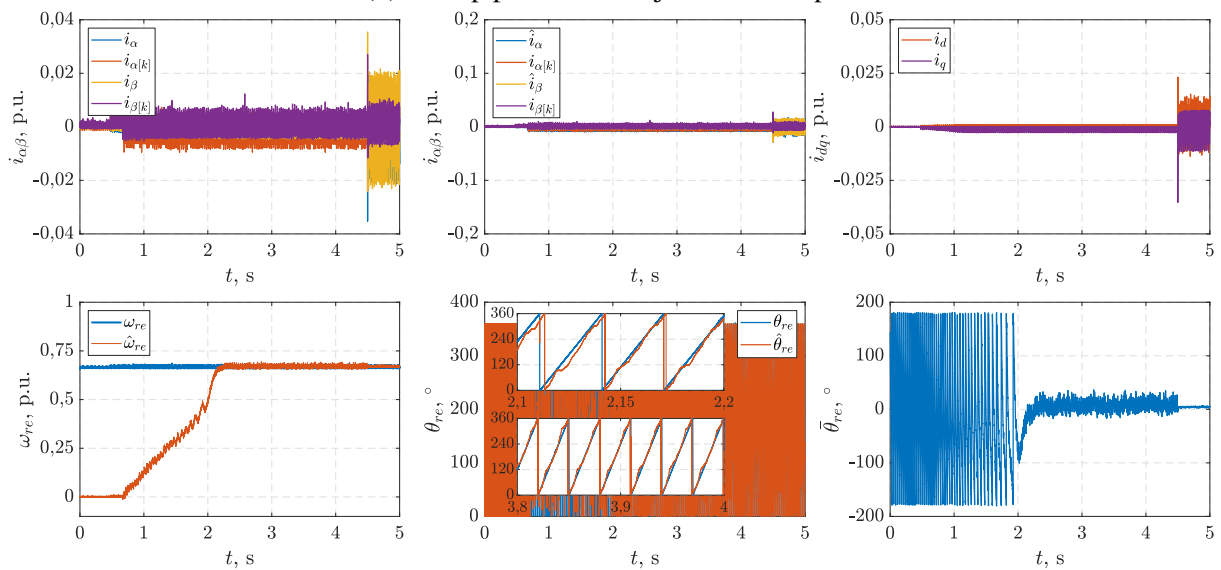 i_α
i_α[k]
i_β
i_β[k]
0,04
0,02
0
-0,02
-0,04
i_αβ, p.u.
0 1 2 3 4 5
t, s
î_α
i_α[k]
î_β
i_β[k]
0,2
0,1
0
-0,1
-0,2
i_αβ, p.u.
0 1 2 3 4 5
t, s
i_d
i_q
0,05
0
-0,05
i_dq, p.u.
0 1 2 3 4 5
t, s
ω_re
ω̂_re
1
0,75
0,5
0,25
0
ω_re, p.u.
0 1 2 3 4 5
t, s
θ_re
θ̂_re
400
300
200
100
0
θ_re, °
360
240
120
0
2,1 2,15 2,2
360
240
120
0
3,8 3,9 4
0 1 2 3 4 5
t, s
200
100
0
-100
-200
θ̄_re, °
0 1 2 3 4 5
t, s